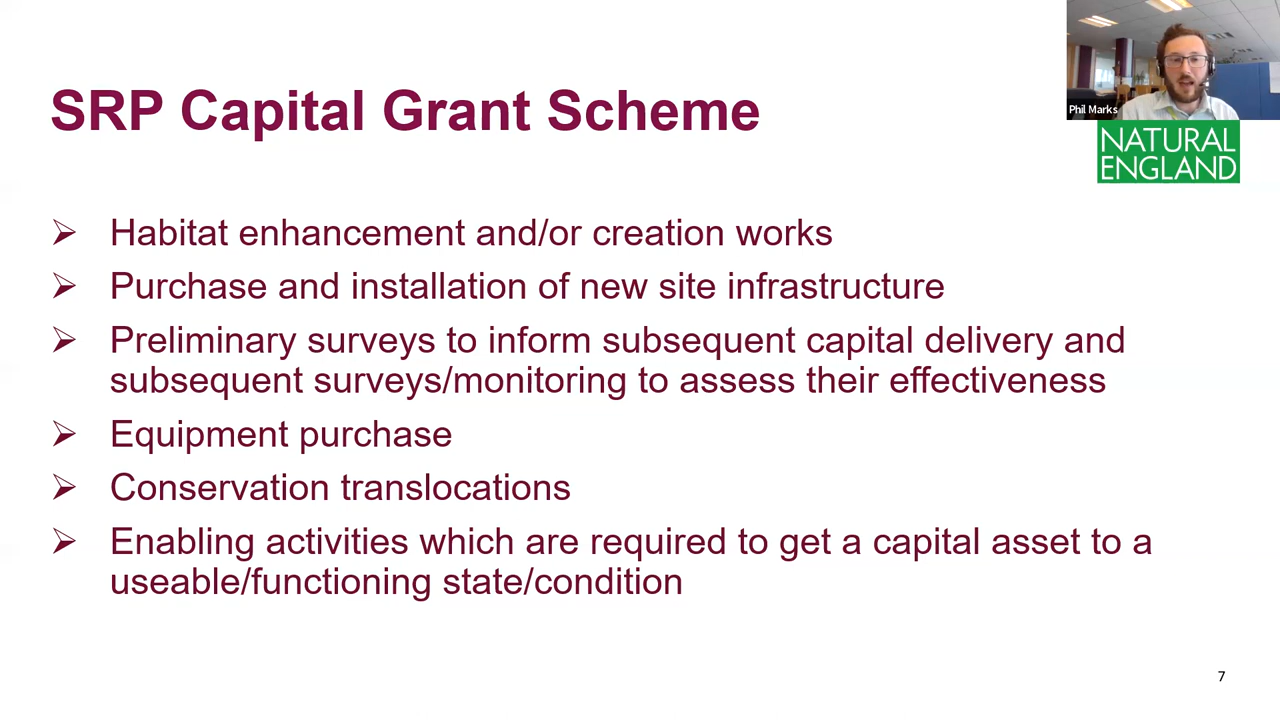 SRP Capital Grant Scheme
Phil Marks
NATURAL
ENGLAND
Habitat enhancement and/or creation works
Purchase and installation of new site infrastructure
Preliminary surveys to inform subsequent capital delivery and
subsequent surveys/monitoring to assess their effectiveness
Equipment purchase
Conservation translocations
Enabling activities which are required to get a capital asset to a
useable/functioning state/condition
7